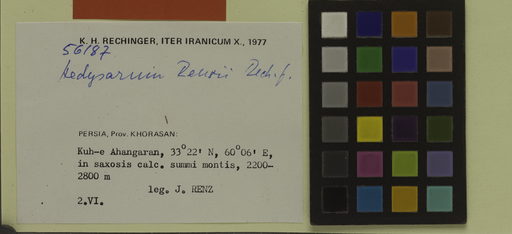 K. H. RECHINGER, ITER IRANICUM X., 1977
56187
Hedysarum Renzii Rech.f.
PERSIA, Prov. KHORASAN:
Kuh-e Ahangaran, 33°22' N, 60°06' E,
in saxosis calc. summi montis, 2200-
2800 m
leg. J. RENZ
2.VI.